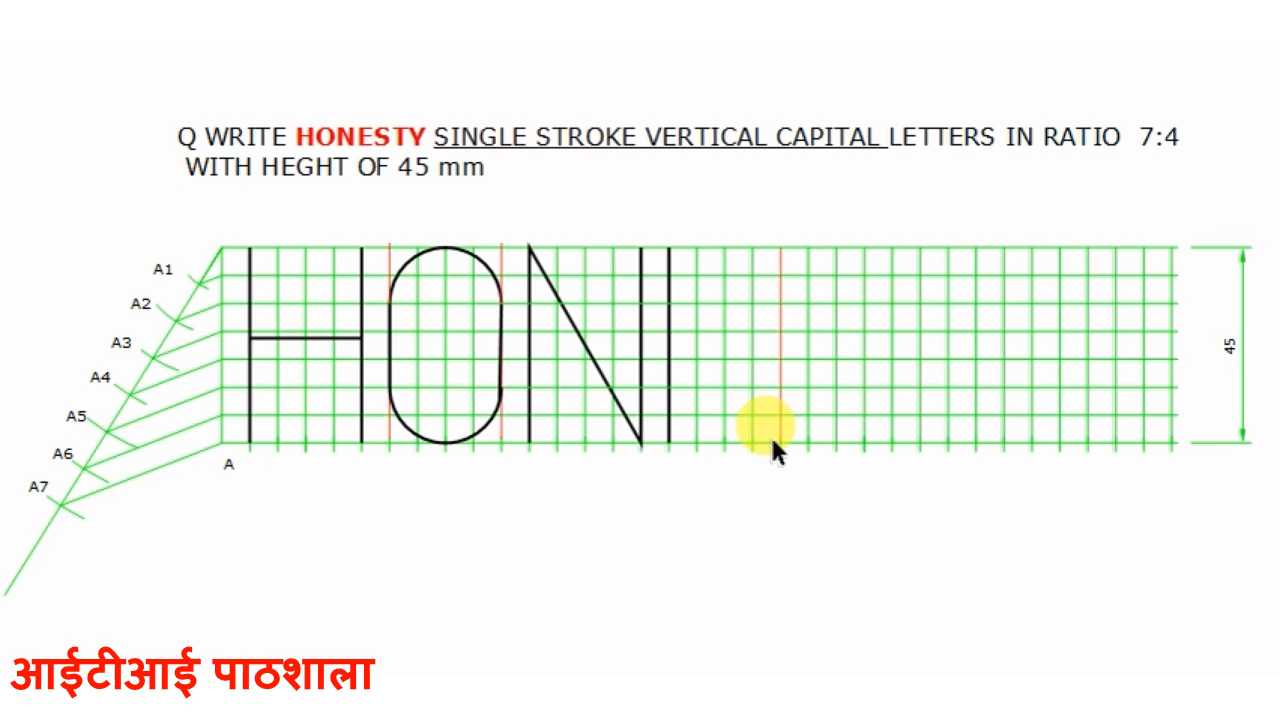 Q WRITE HONESTY SINGLE STROKE VERTICAL CAPITAL LETTERS IN RATIO 7:4
WITH HEGHT OF 45 mm
HON
A1
A2
A3
A4
A5
A6
A7
A
45
आईटीआई पाठशाला